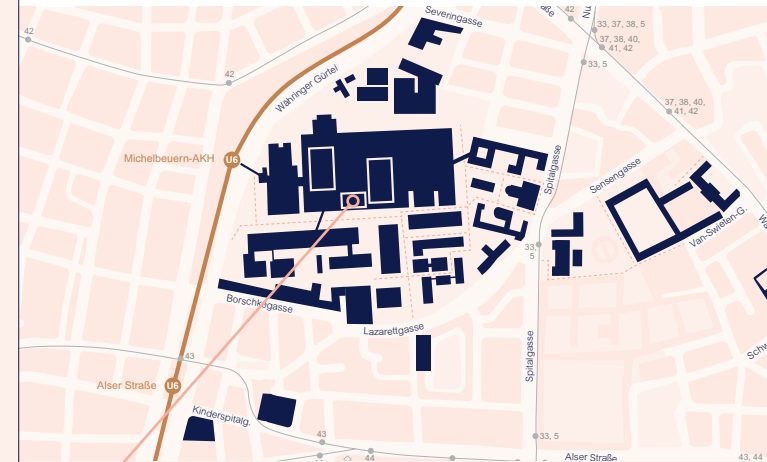 Severingasse
42
33, 37, 38, 5
37, 38, 40,
41, 42
42
33, 5
42
Währinger Gürtel
37, 38, 40,
41, 42
Michelbeuern-AKH
U6
Spitalgasse
Sensengasse
Van-Swieten-G.
33,
5
Borschkegasse
Lazarettgasse
43
Spitalgasse
Alser Straße
U6
Kinderspitalg.
43
33, 5
44
Alser Straße
43, 44